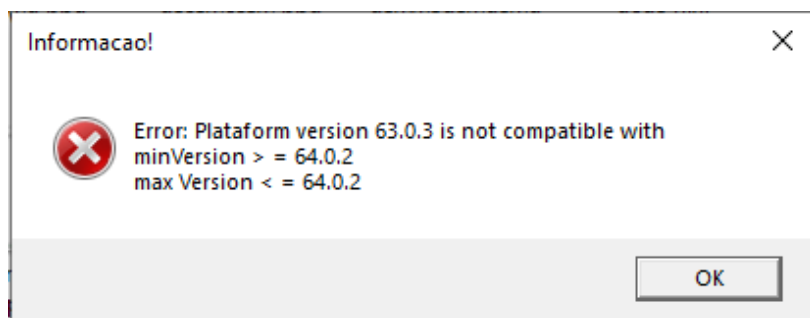 Informacao!
Error: Plataform version 63.0.3 is not compatible with
minVersion > = 64.0.2
max Version < = 64.0.2
OK